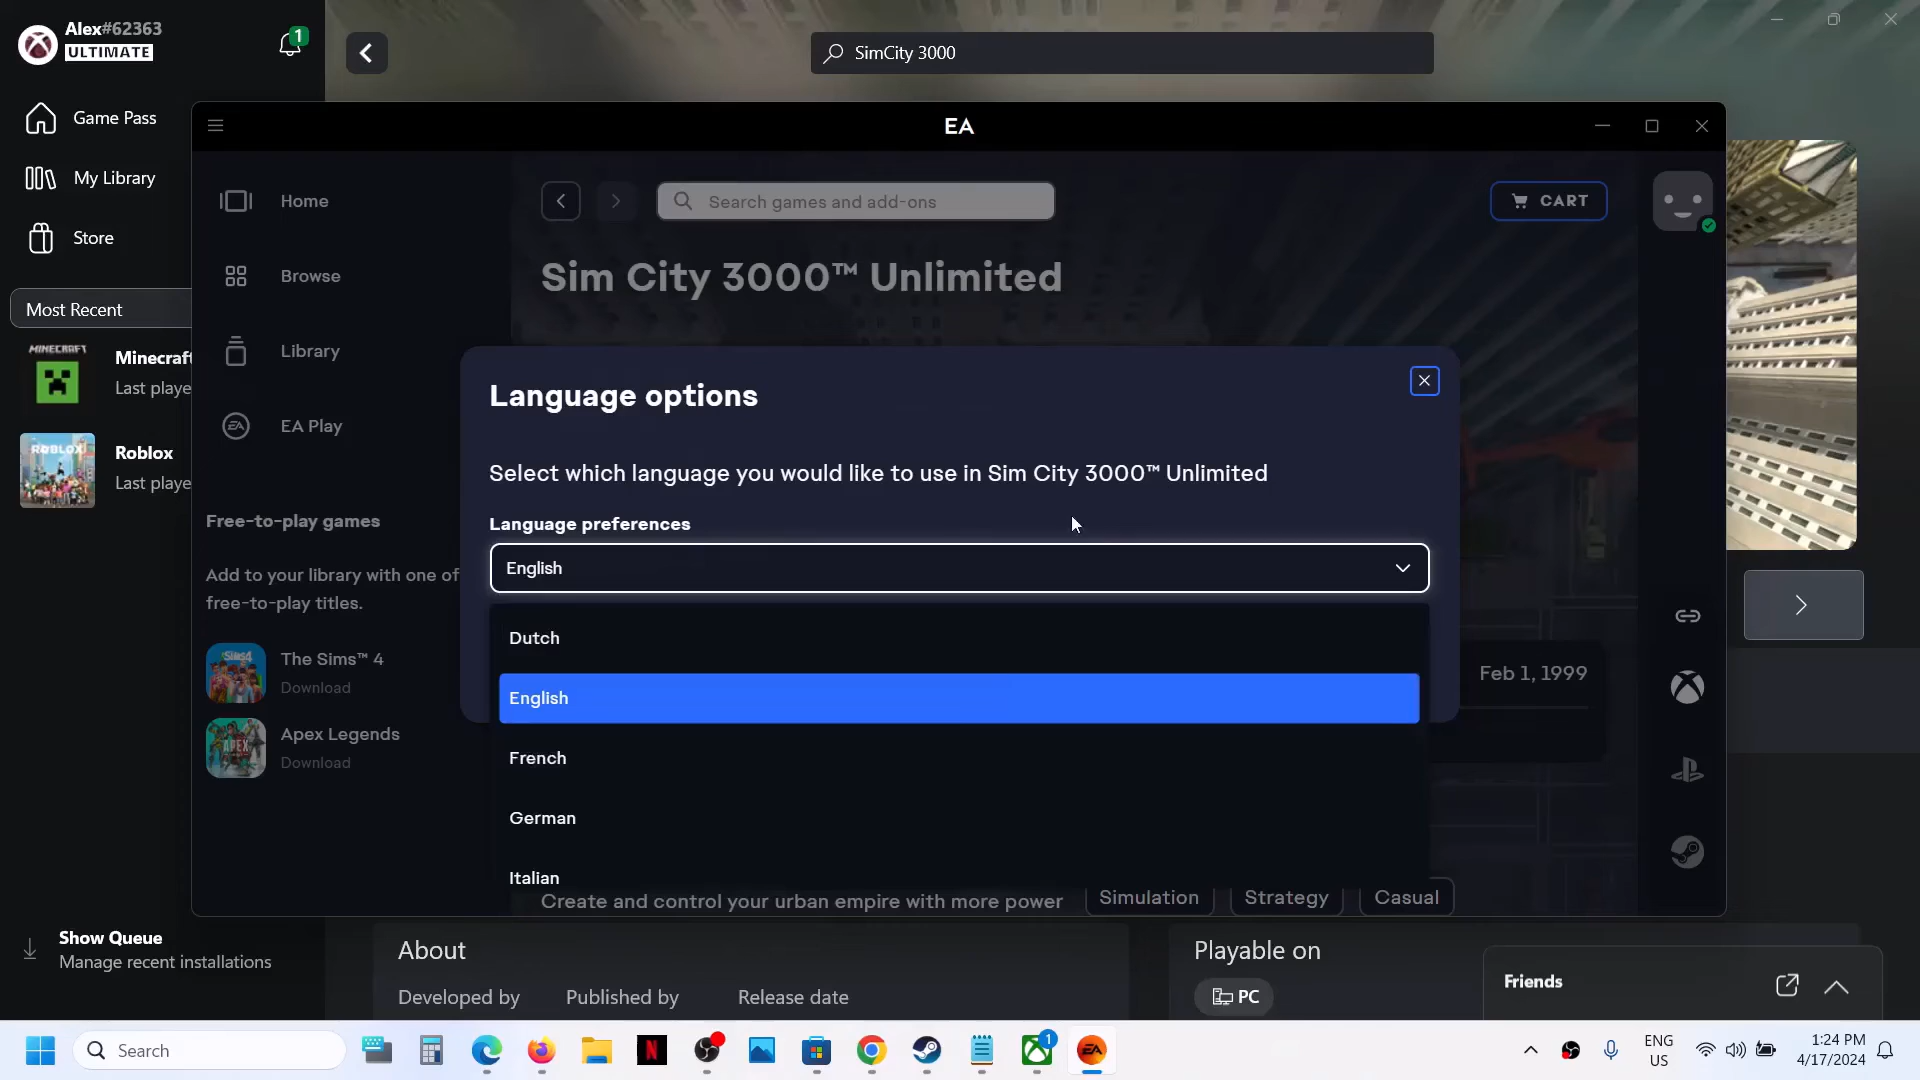 Alex#62363
ULTIMATE
1
SimCity 3000
Game Pass
My Library
Store
Most Recent
MINECRAFT
Minecraft
Last playe
ROBLOX
Roblox
Last playe
Show Queue
Manage recent installations
EA
Home
Browse
Library
EA Play
Free-to-play games
Add to your library with one of
free-to-play titles.
The Sims™ 4
Download
APEX
Apex Legends
Download
Search games and add-ons
CART
Sim City 3000™ Unlimited
Language options
Select which language you would like to use in Sim City 3000™ Unlimited
Language preferences
English
Dutch
English
French
German
Italian
Feb 1, 1999
Create and control your urban empire with more power
Simulation
Strategy
Casual
About
Developed by
Published by
Release date
Playable on
PC
Friends
Search
1
EA
ENG
US
1:24 PM
4/17/2024